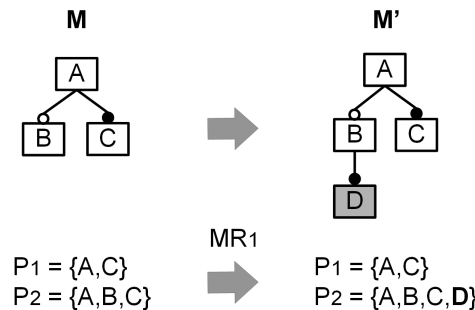 M M’
A A
B C B C
D
MR1
P1 = {A,C} P1 = {A,C}
P2 = {A,B,C} P2 = {A,B,C,D}